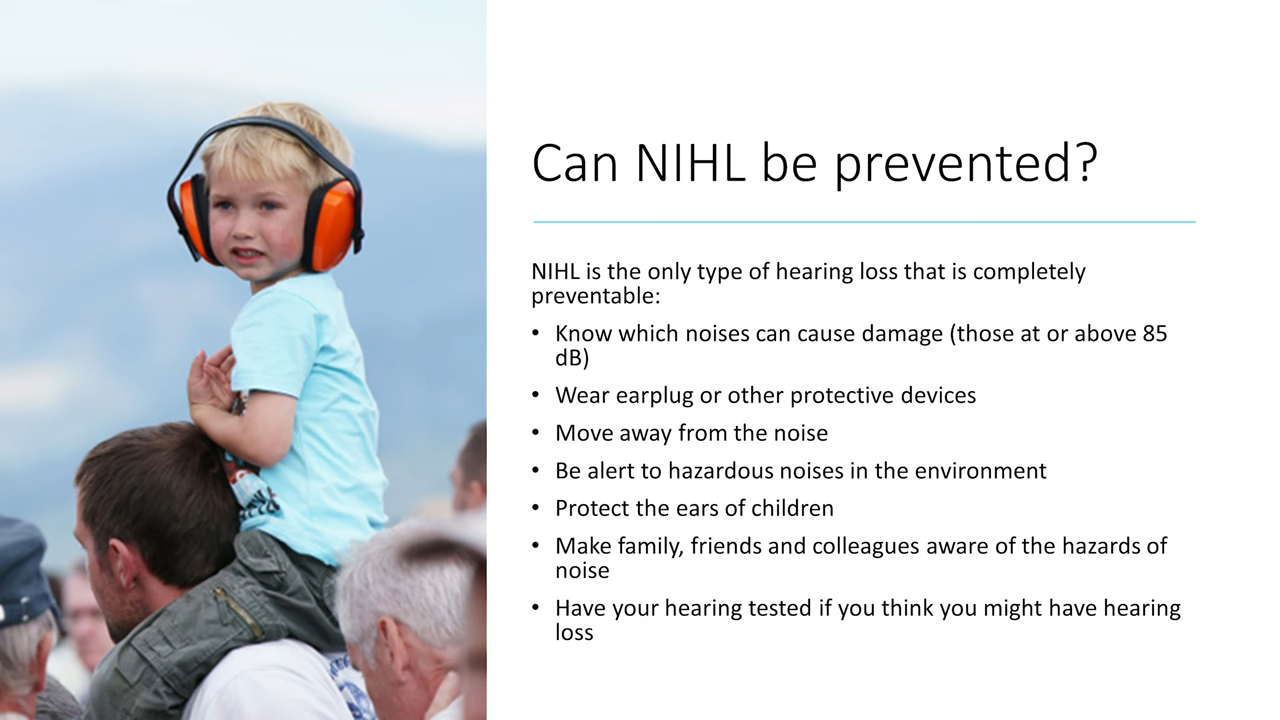 Can NIHL be prevented?
NIHL is the only type of hearing loss that is completely
preventable:
• Know which noises can cause damage (those at or above 85
dB)
• Wear earplug or other protective devices
• Move away from the noise
• Be alert to hazardous noises in the environment
• Protect the ears of children
• Make family, friends and colleagues aware of the hazards of
noise
• Have your hearing tested if you think you might have hearing
loss